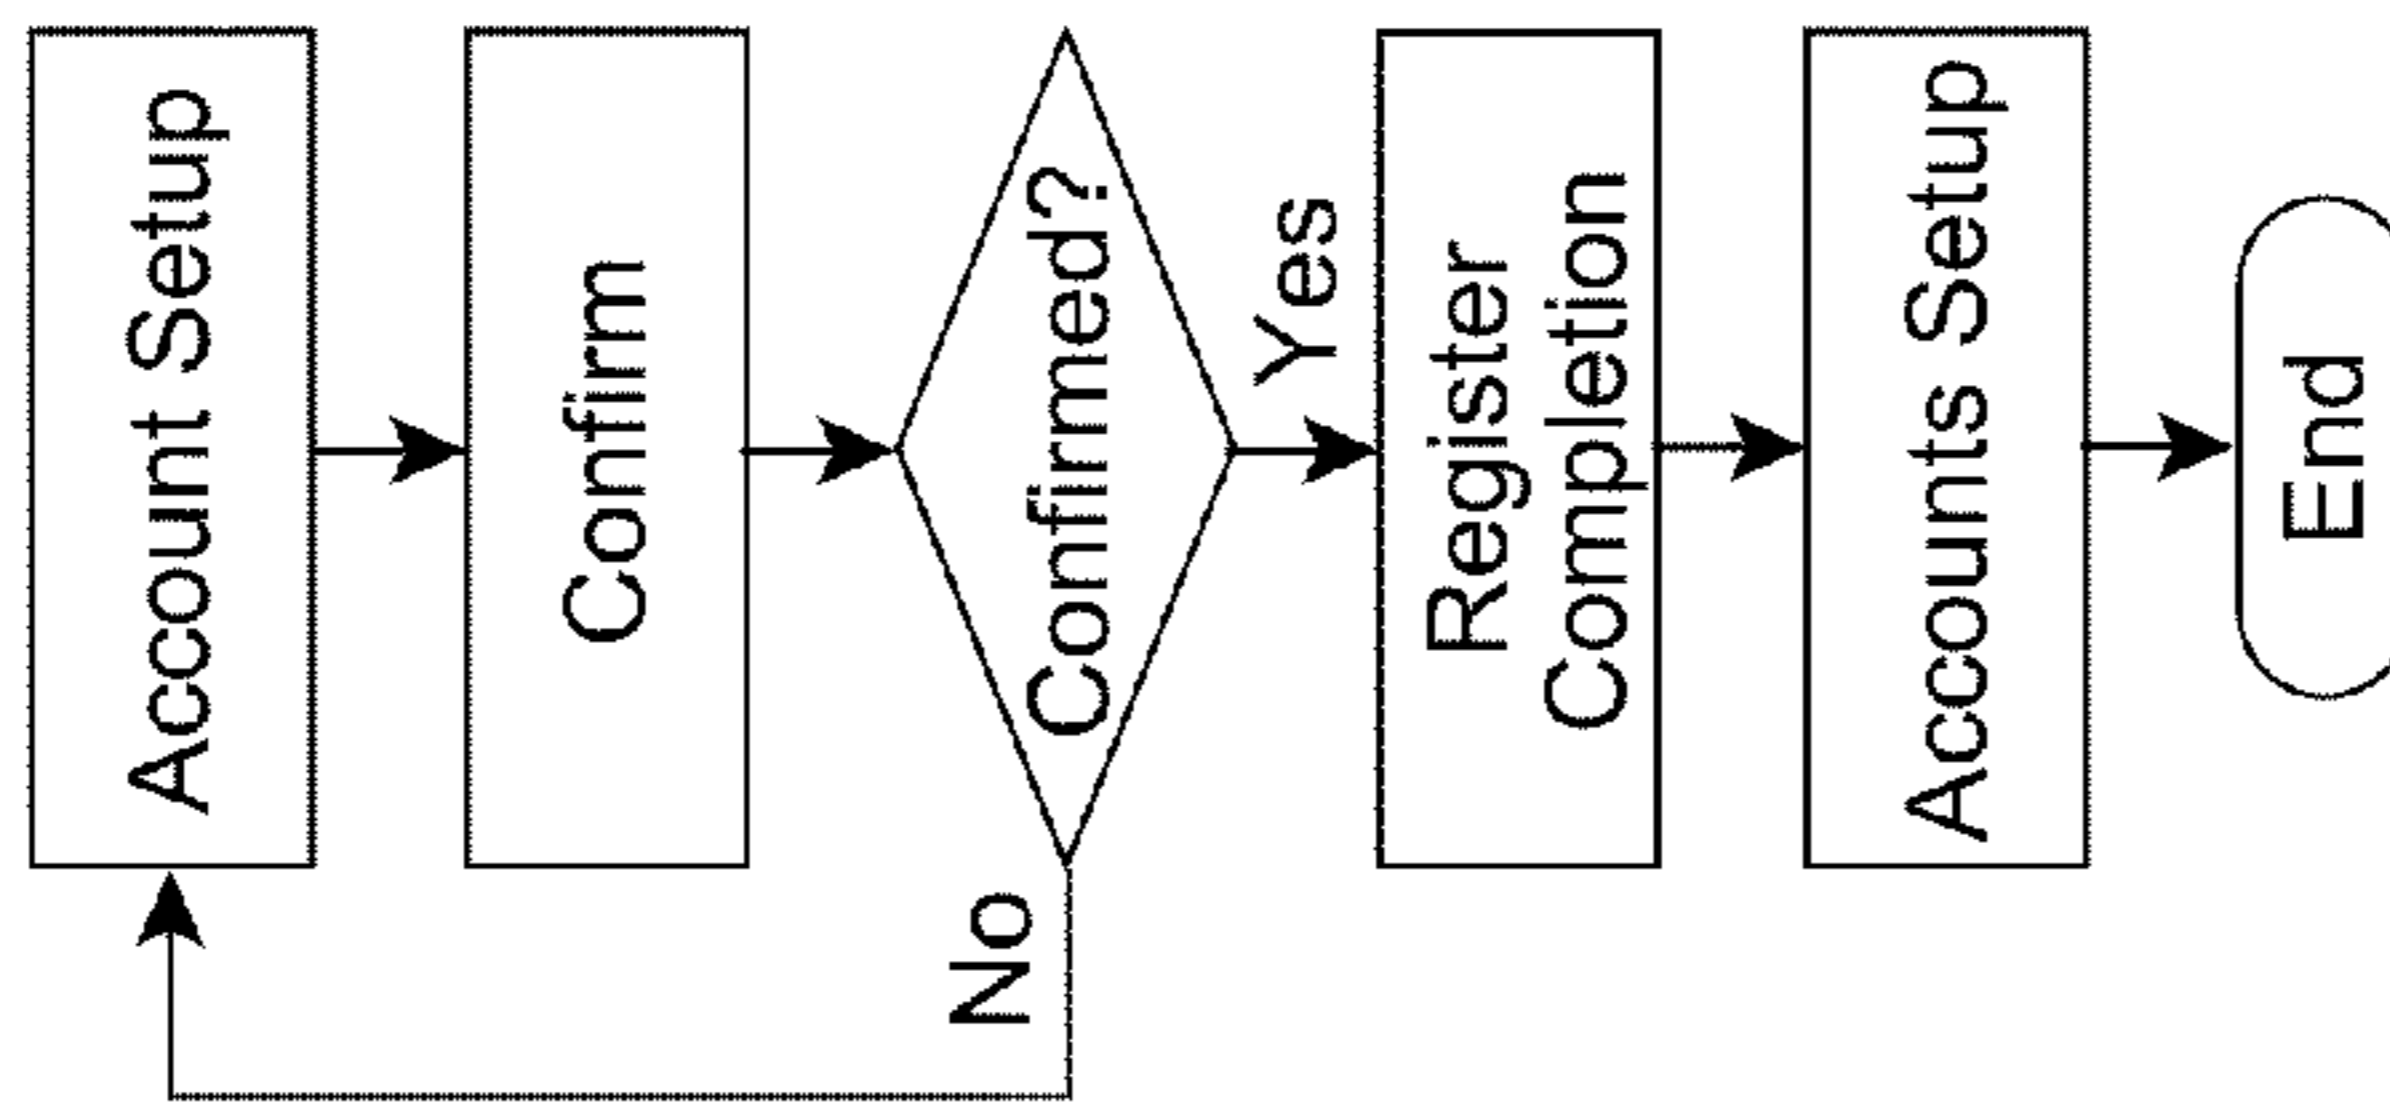 Account Setup
Confirm
Confirmed?
No
Yes
Register
Completion
Accounts Setup
End